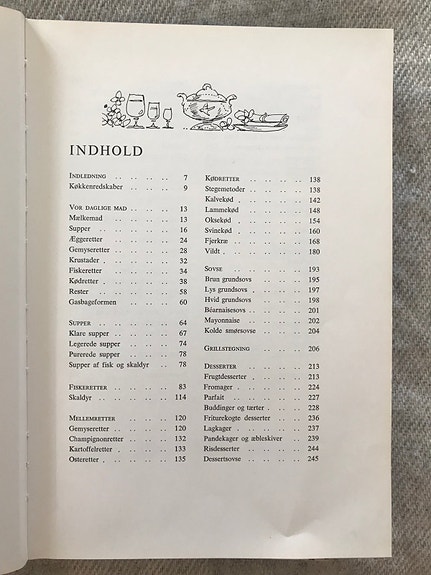 INDHOLD
INDLEDNING . . . . . 7
Køkkenredskaber . . . . 9
VOR DAGLIGE MAD . . . . 13
Mælkemad . . . . . 13
Supper . . . . . . 16
Æggeretter . . . . . 24
Gemyseretter . . . . . 28
Krustader . . . . . 32
Fiskeretter . . . . . 34
Kødretter . . . . . 38
Rester . . . . . . 58
Gasbageformen . . . . 60
SUPPER . . . . . . 64
Klare supper . . . . . 67
Legerede supper . . . . 74
Purerede supper . . . . 78
Supper af fisk og skaldyr . . 78
FISKERETTER . . . . . 83
Skaldyr . . . . . . 114
MELLEMRETTER . . . . 120
Gemyseretter . . . . . 120
Champignonretter . . . . 132
Kartoffelretter . . . . . 133
Osteretter . . . . . . 135
KØDRETTER . . . . . 138
Stegemetoder . . . . . 138
Kalvekød . . . . . . 142
Lammekød . . . . . 148
Oksekød . . . . . . 154
Svinekød . . . . . . 160
Fjerkræ . . . . . . 168
Vildt . . . . . . . 180
SOVSE . . . . . . 193
Brun grundsovs . . . . 195
Lys grundsovs . . . . . 197
Hvid grundsovs . . . . 198
Béarnaisesovs . . . . . 201
Mayonnaise . . . . . 202
Kolde smørsovse . . . . 204
GRILLSTEGNING . . . . 206
DESSERTER . . . . . 213
Frugtdesserter . . . . . 213
Fromager . . . . . . 224
Parfait . . . . . . 227
Buddinger og tærter . . . 228
Friturekogte desserter . . . 236
Lagkager . . . . . . 237
Pandekager og æbleskiver . . 239
Risdesserter . . . . . 244
Dessertsovse . . . . . 245